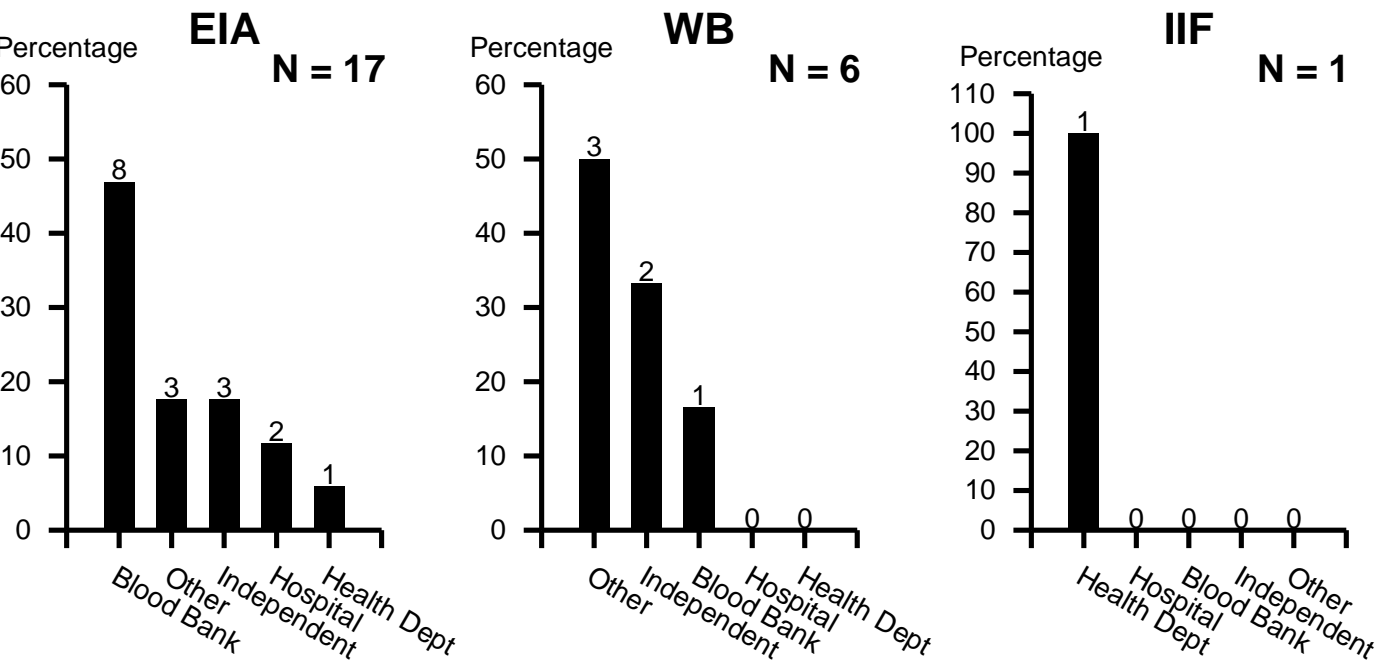 EIA
Percentage
N = 17
60
50
40
30
20
10
0
8
3
3
2
1
Blood Bank
Other
Independent
Hospital
Health Dept
WB
Percentage
N = 6
60
50
40
30
20
10
0
3
2
1
0
0
Other
Independent
Blood Bank
Hospital
Health Dept
IIF
Percentage
N = 1
110
100
90
80
70
60
50
40
30
20
10
0
1
0
0
0
0
Health Dept
Hospital
Blood Bank
Independent
Other